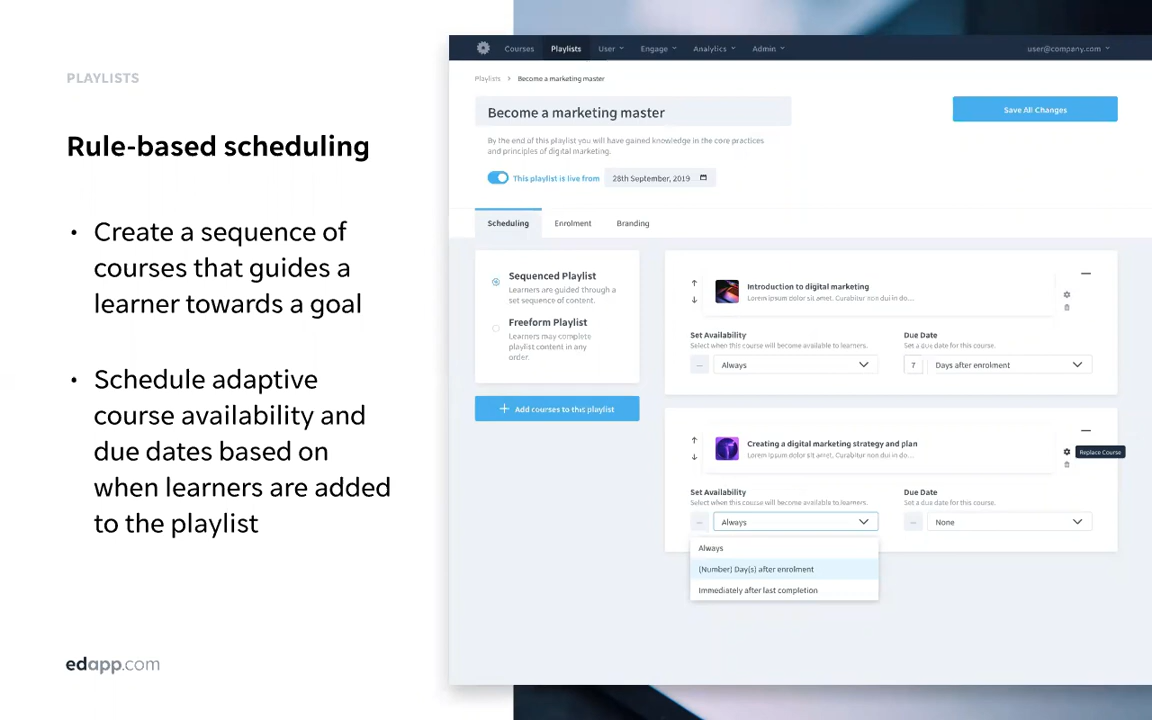 PLAYLISTS
Rule-based scheduling
• Create a sequence of
courses that guides a
learner towards a goal
• Schedule adaptive
course availability and
due dates based on
when learners are added
to the playlist
edapp.com
Courses Playlists User Engage Analytics Admin user@company.com
Playlists > Become a marketing master
Become a marketing master
Save All Changes
By the end of this playlist you will have gained knowledge in the core practices
and principles of digital marketing.
This playlist is live from 28th September, 2019
Scheduling Enrolment Branding
Sequenced Playlist
Learners are guided through a
set sequence of content.
Freeform Playlist
Learners may complete
playlist content in any
order.
+ Add courses to this playlist
Introduction to digital marketing
Lorem ipsum dolor sit amet. Curabitur non dui in do...
Set Availability Due Date
Select when this course will become available to learners. Set a due date for this course.
... Always 7 Days after enrolment
Creating a digital marketing strategy and plan
Lorem ipsum dolor sit amet. Curabitur non dui in do...
Replace Course
Set Availability Due Date
Select when this course will become available to learners. Set a due date for this course.
... Always ... None
Always
(Number) Day(s) after enrolment
Immediately after last completion